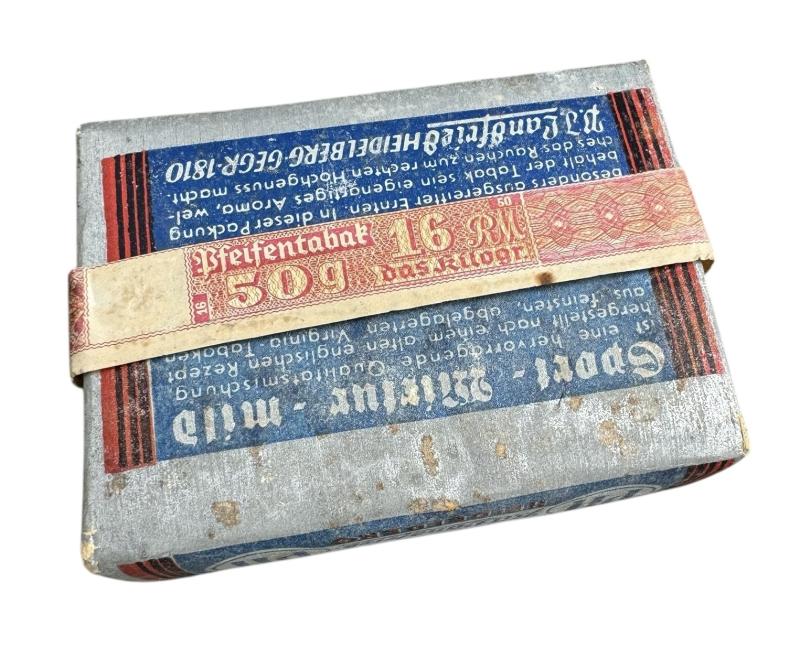 Sport - Mixtur - mild
ist eine hervorragende Qualitätsmischung
hergestellt nach einem alten englischen Rezept
aus feinsten, abgelagerten Virginia Tabaken
besonders ausgereifter Ernten. In dieser Packung
behält der Tabak sein eigenartiges Aroma, wel-
ches das Rauchen zum rechten Hochgenuss macht.
P.J. Landfried HEIDELBERG·GEGR·1810
Pfeifentabak
50g
16 RM
das Kilogr.
16
50